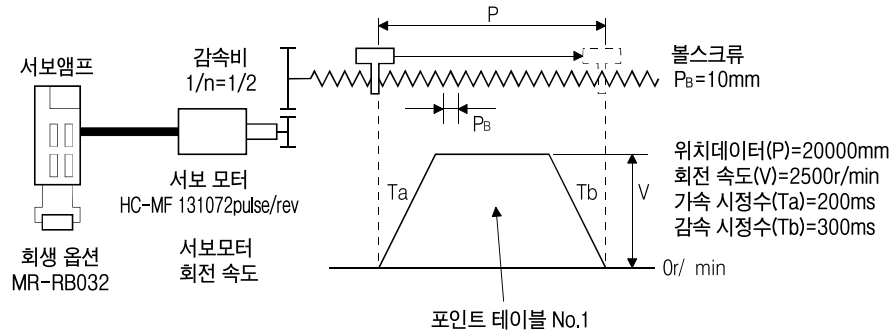 P
서보앰프
감속비
1/n=1/2
볼스크류
PB=10mm
PB
서보 모터
HC-MF 131072pulse/rev
회생 옵션
MR-RB032
서보모터
회전 속도
Ta
Tb
V
위치데이터(P)=20000mm
회전 속도(V)=2500r/min
가속 시정수(Ta)=200ms
감속 시정수(Tb)=300ms
0r/ min
포인트 테이블 No.1